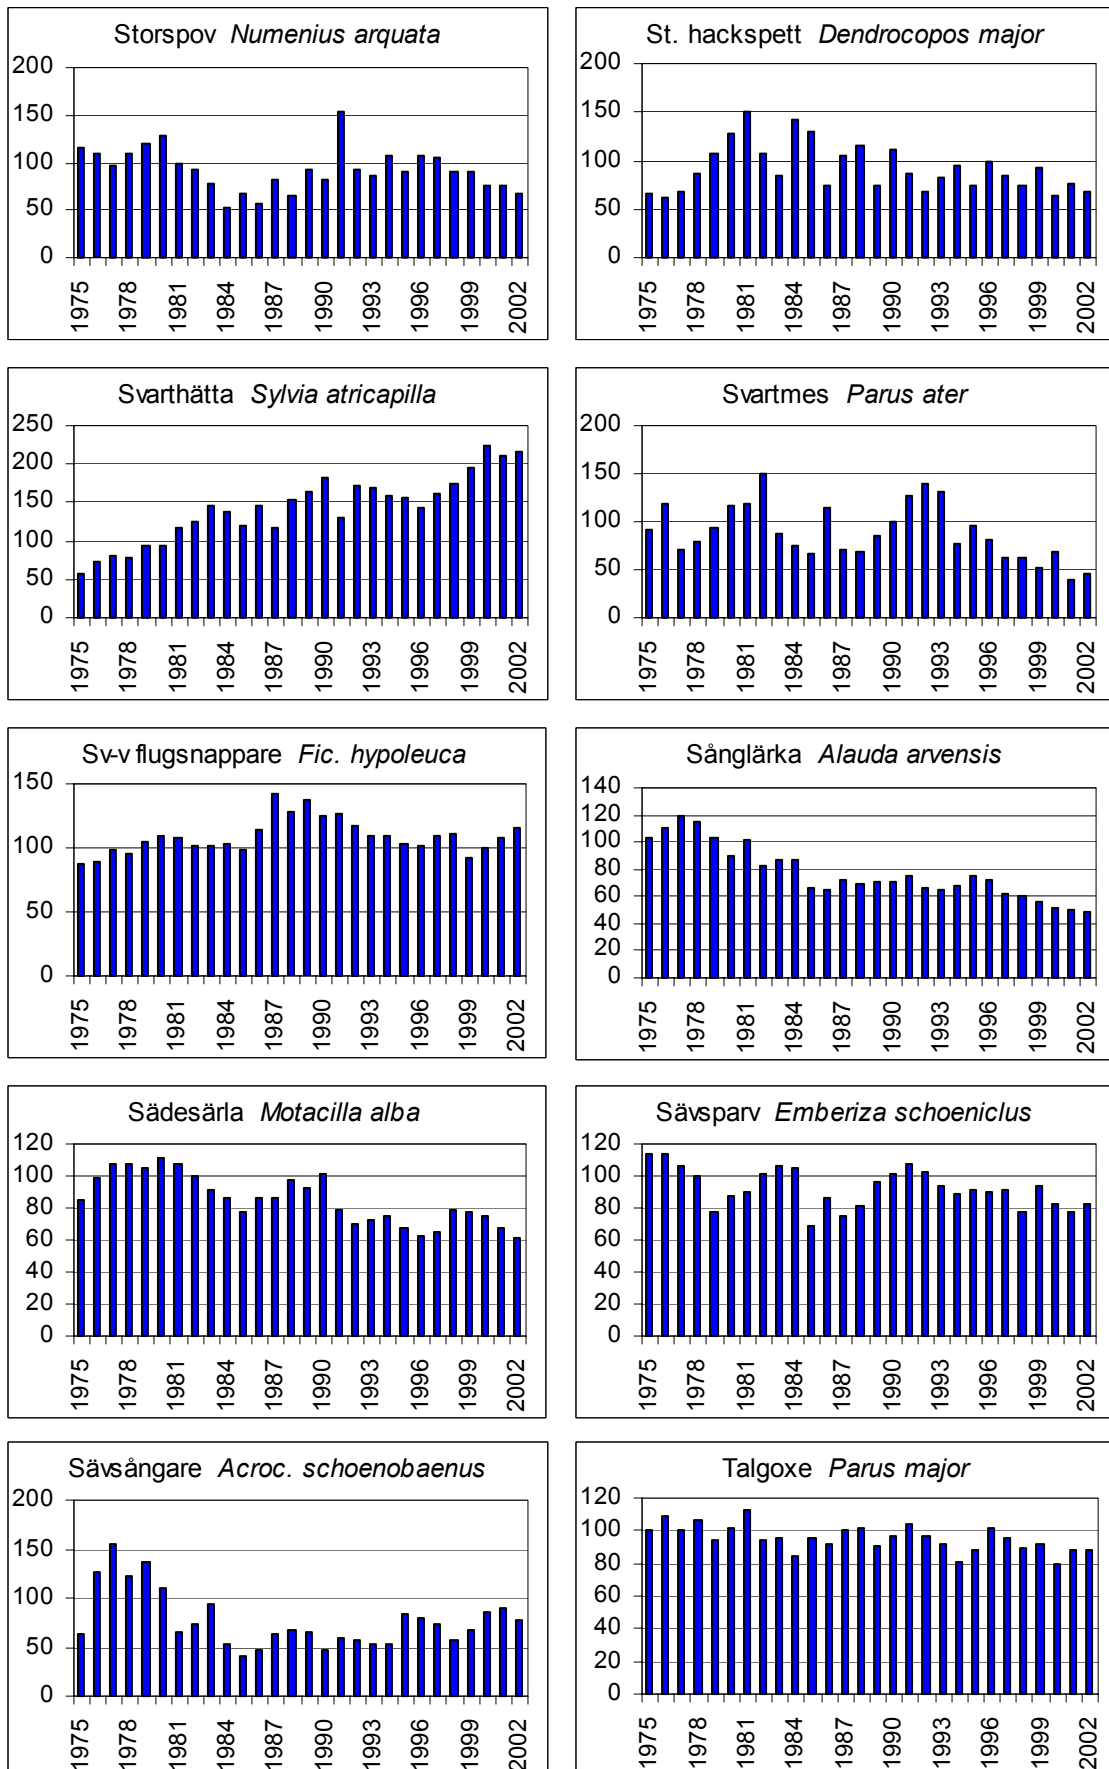 Storspov Numenius arquata
200
150
100
50
0
1975 1978 1981 1984 1987 1990 1993 1996 1999 2002
St. hackspett Dendrocopos major
200
150
100
50
0
1975 1978 1981 1984 1987 1990 1993 1996 1999 2002
Svarthätta Sylvia atricapilla
250
200
150
100
50
0
1975 1978 1981 1984 1987 1990 1993 1996 1999 2002
Svartmes Parus ater
200
150
100
50
0
1975 1978 1981 1984 1987 1990 1993 1996 1999 2002
Sv-v flugsnappare Fic. hypoleuca
150
100
50
0
1975 1978 1981 1984 1987 1990 1993 1996 1999 2002
Sånglärka Alauda arvensis
140
120
100
80
60
40
20
0
1975 1978 1981 1984 1987 1990 1993 1996 1999 2002
Sädesärla Motacilla alba
120
100
80
60
40
20
0
1975 1978 1981 1984 1987 1990 1993 1996 1999 2002
Sävsparv Emberiza schoeniclus
120
100
80
60
40
20
0
1975 1978 1981 1984 1987 1990 1993 1996 1999 2002
Sävsångare Acroc. schoenobaenus
200
150
100
50
0
1975 1978 1981 1984 1987 1990 1993 1996 1999 2002
Talgoxe Parus major
120
100
80
60
40
20
0
1975 1978 1981 1984 1987 1990 1993 1996 1999 2002